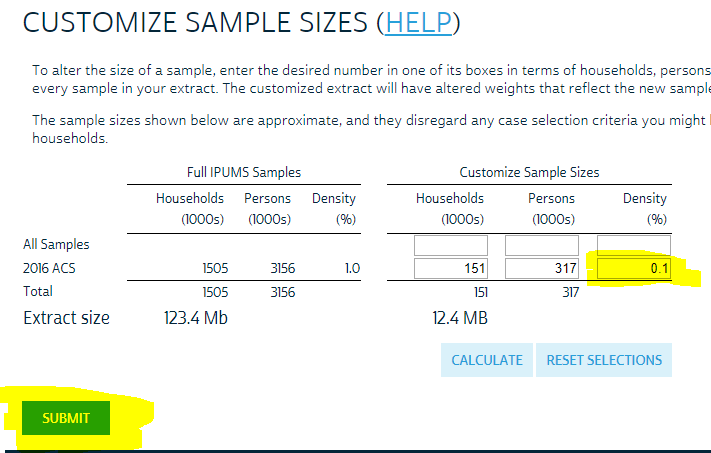 CUSTOMIZE SAMPLE SIZES (HELP)
To alter the size of a sample, enter the desired number in one of its boxes in terms of households, persons
every sample in your extract. The customized extract will have altered weights that reflect the new sample
The sample sizes shown below are approximate, and they disregard any case selection criteria you might
households.
Full IPUMS Samples Customize Sample Sizes
Households Persons Density Households Persons Density
(1000s) (1000s) (%) (1000s) (1000s) (%)
All Samples
2016 ACS 1505 3156 1.0 151 317 0.1
Total 1505 3156 151 317
Extract size 123.4 Mb 12.4 MB
CALCULATE RESET SELECTIONS
SUBMIT